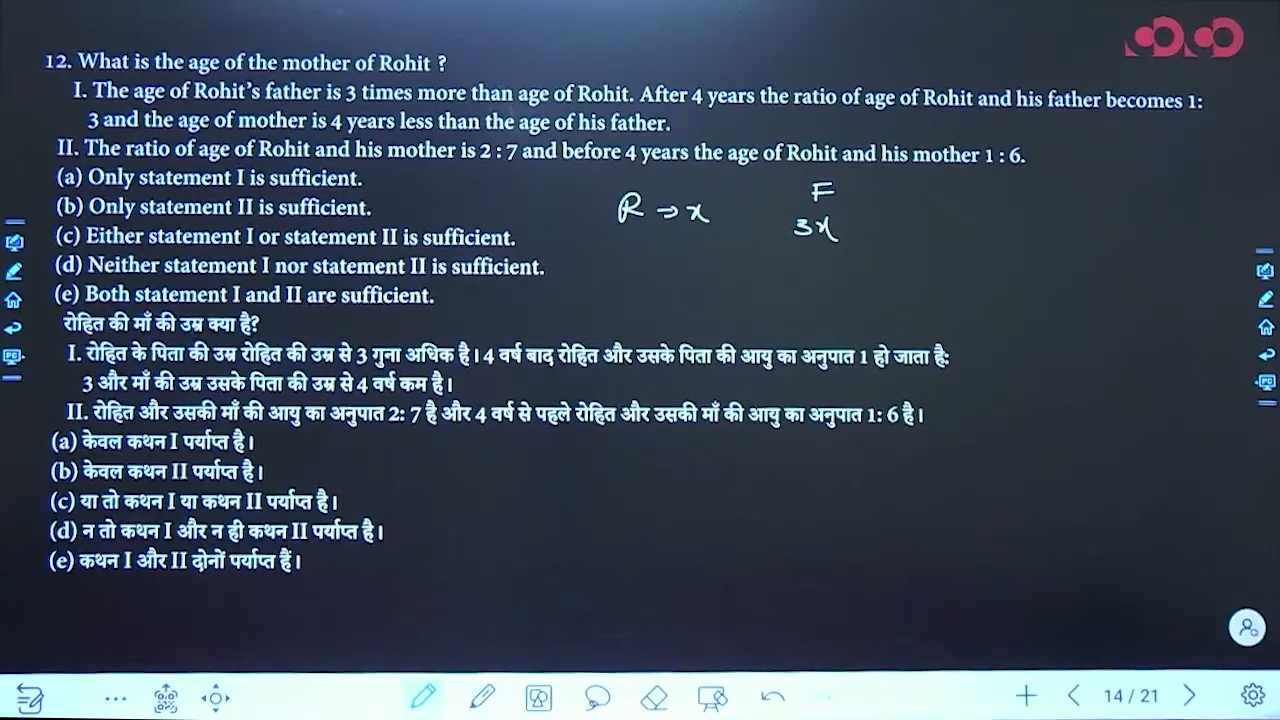 12. What is the age of the mother of Rohit ?
I. The age of Rohit's father is 3 times more than age of Rohit. After 4 years the ratio of age of Rohit and his father becomes 1:
3 and the age of mother is 4 years less than the age of his father.
II. The ratio of age of Rohit and his mother is 2 : 7 and before 4 years the age of Rohit and his mother 1 : 6.
(a) Only statement I is sufficient.
(b) Only statement II is sufficient.
(c) Either statement I or statement II is sufficient.
(d) Neither statement I nor statement II is sufficient.
(e) Both statement I and II are sufficient.
R → x
F
3x
रोहित की माँ की उम्र क्या है?
I. रोहित के पिता की उम्र रोहित की उम्र से 3 गुना अधिक है। 4 वर्ष बाद रोहित और उसके पिता की आयु का अनुपात 1 हो जाता है:
3 और माँ की उम्र उसके पिता की उम्र से 4 वर्ष कम है।
II. रोहित और उसकी माँ की आयु का अनुपात 2: 7 है और 4 वर्ष से पहले रोहित और उसकी माँ की आयु का अनुपात 1: 6 है।
(a) केवल कथन I पर्याप्त है।
(b) केवल कथन II पर्याप्त है।
(c) या तो कथन I या कथन II पर्याप्त है।
(d) न तो कथन I और न ही कथन II पर्याप्त है।
(e) कथन I और II दोनों पर्याप्त हैं।
14 / 21